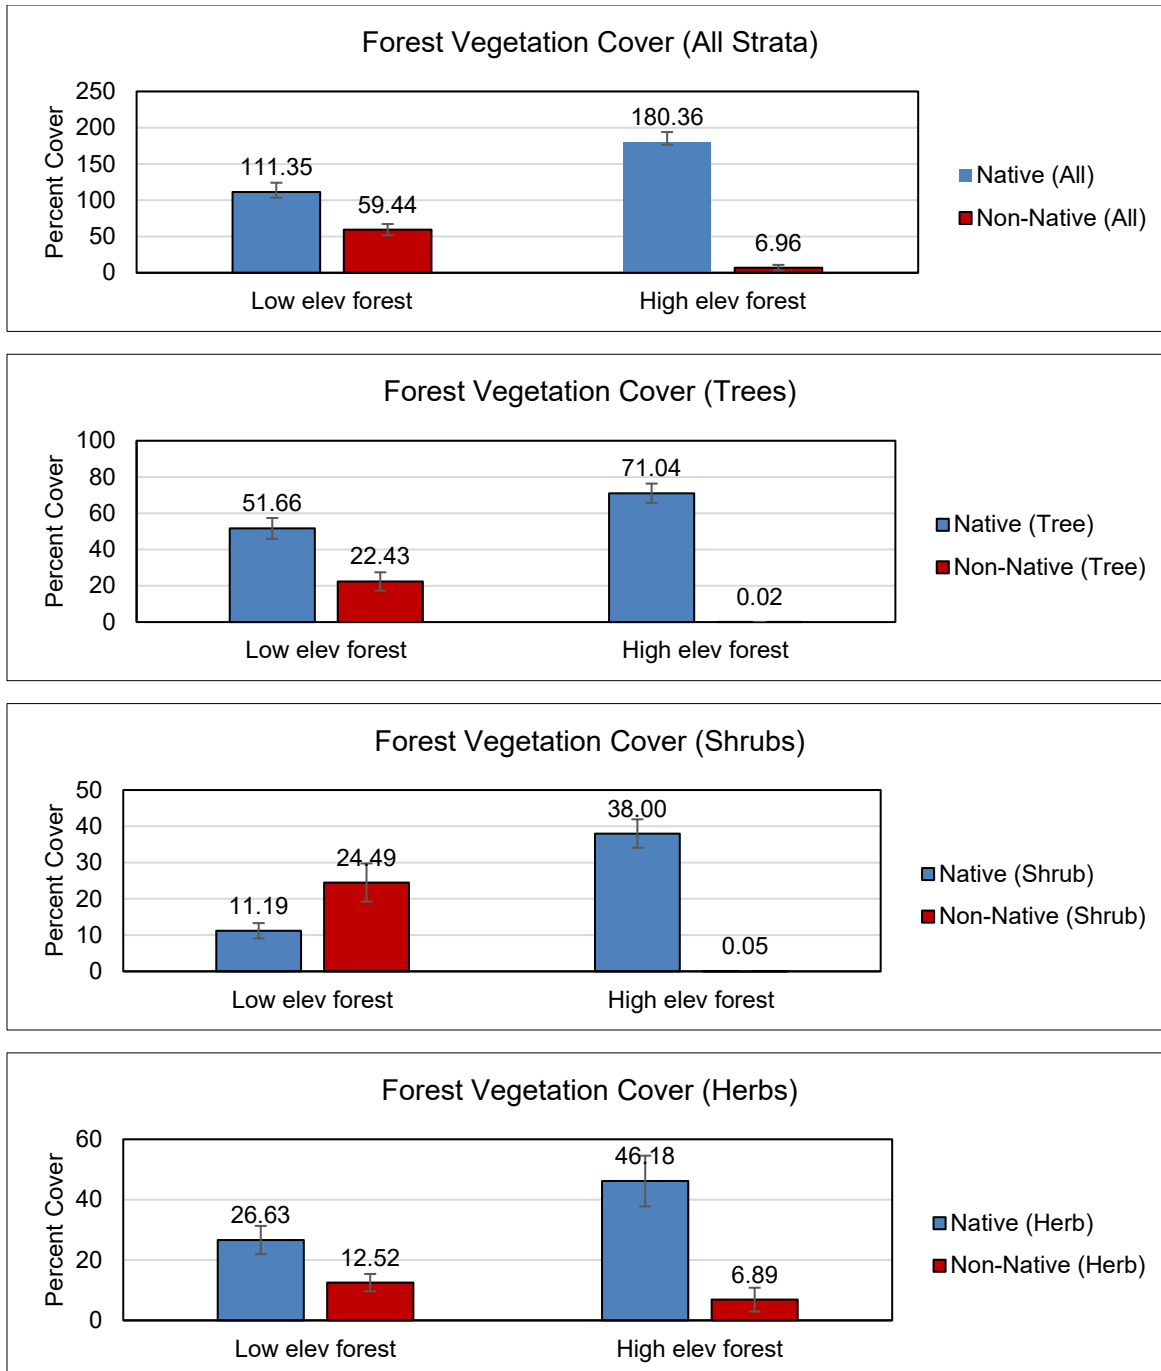 Forest Vegetation Cover (All Strata)
Percent Cover
250
200
150
100
50
0
111.35
59.44
180.36
6.96
Low elev forest
High elev forest
Native (All)
Non-Native (All)
Forest Vegetation Cover (Trees)
Percent Cover
100
80
60
40
20
0
51.66
22.43
71.04
0.02
Low elev forest
High elev forest
Native (Tree)
Non-Native (Tree)
Forest Vegetation Cover (Shrubs)
Percent Cover
50
40
30
20
10
0
11.19
24.49
38.00
0.05
Low elev forest
High elev forest
Native (Shrub)
Non-Native (Shrub)
Forest Vegetation Cover (Herbs)
Percent Cover
60
40
20
0
26.63
12.52
46.18
6.89
Low elev forest
High elev forest
Native (Herb)
Non-Native (Herb)